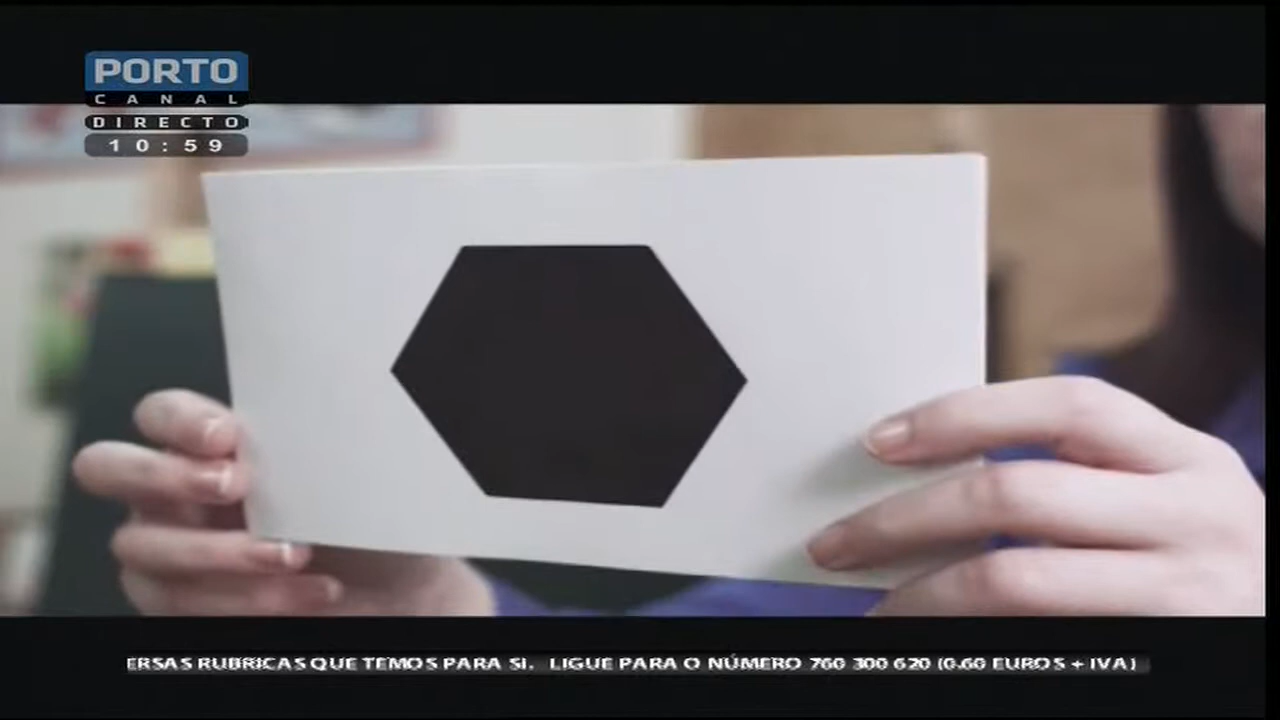 PORTO
CANAL
DIRECTO
10:59
ERSAS RUBRICAS QUE TEMOS PARA SI. LIGUE PARA O NÚMERO 760 300 620 (0.60 EUROS + IVA)